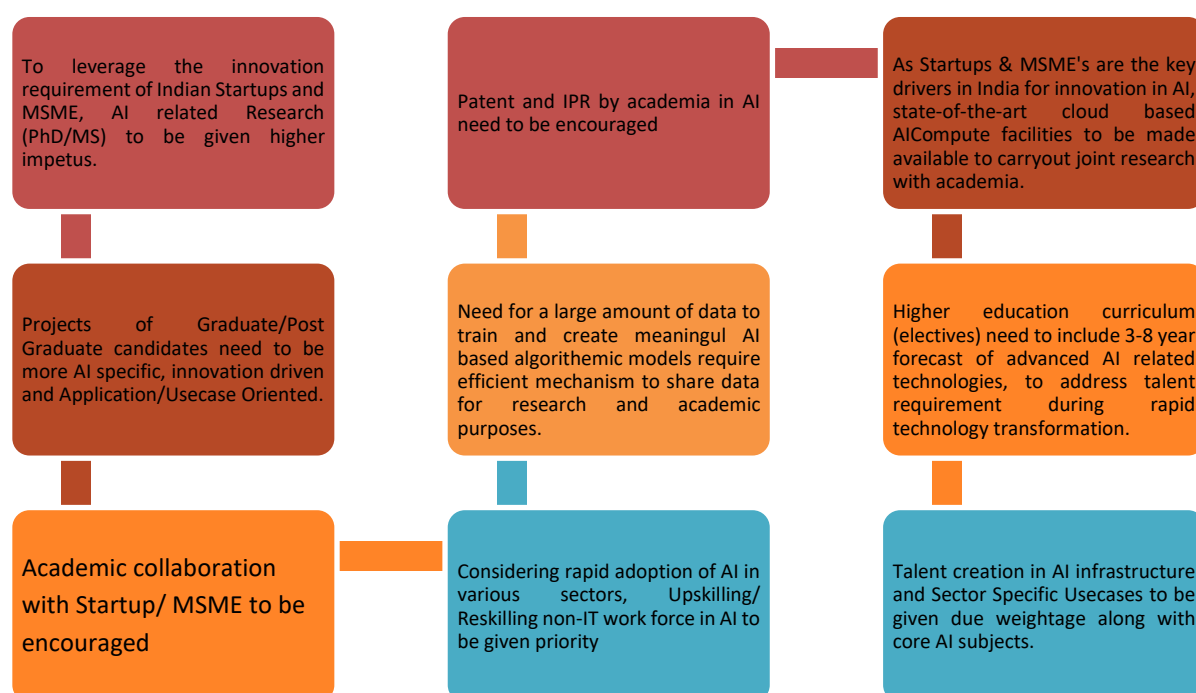 To leverage the innovation
requirement of Indian Startups and
MSME, AI related Research
(PhD/MS) to be given higher
impetus.
Projects of Graduate/Post
Graduate candidates need to be
more AI specific, innovation driven
and Application/Usecase Oriented.
Academic collaboration
with Startup/ MSME to be
encouraged
Considering rapid adoption of AI in
various sectors, Upskilling/
Reskilling non-IT work force in AI to
be given priority
Need for a large amount of data to
train and create meaningul AI
based algorithemic models require
efficient mechanism to share data
for research and academic
purposes.
Patent and IPR by academia in AI
need to be encouraged
As Startups & MSME's are the key
drivers in India for innovation in AI,
state-of-the-art cloud based
AICompute facilities to be made
available to carryout joint research
with academia.
Higher education curriculum
(electives) need to include 3-8 year
forecast of advanced AI related
technologies, to address talent
requirement during rapid
technology transformation.
Talent creation in AI infrastructure
and Sector Specific Usecases to be
given due weightage along with
core AI subjects.